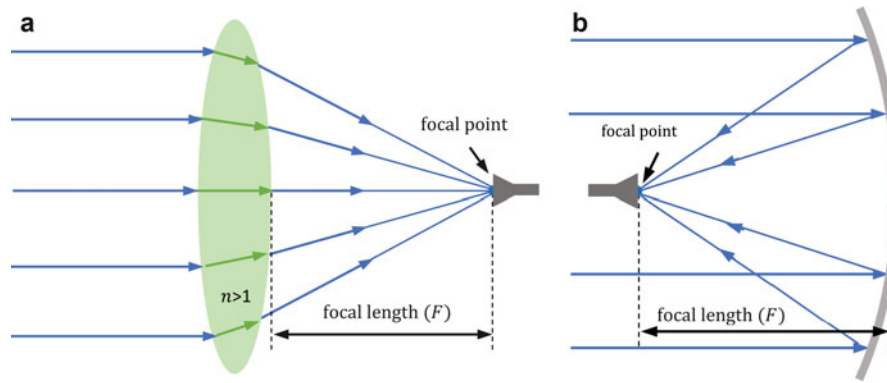 a
focal point
n>1
focal length (F)
b
focal point
focal length (F)